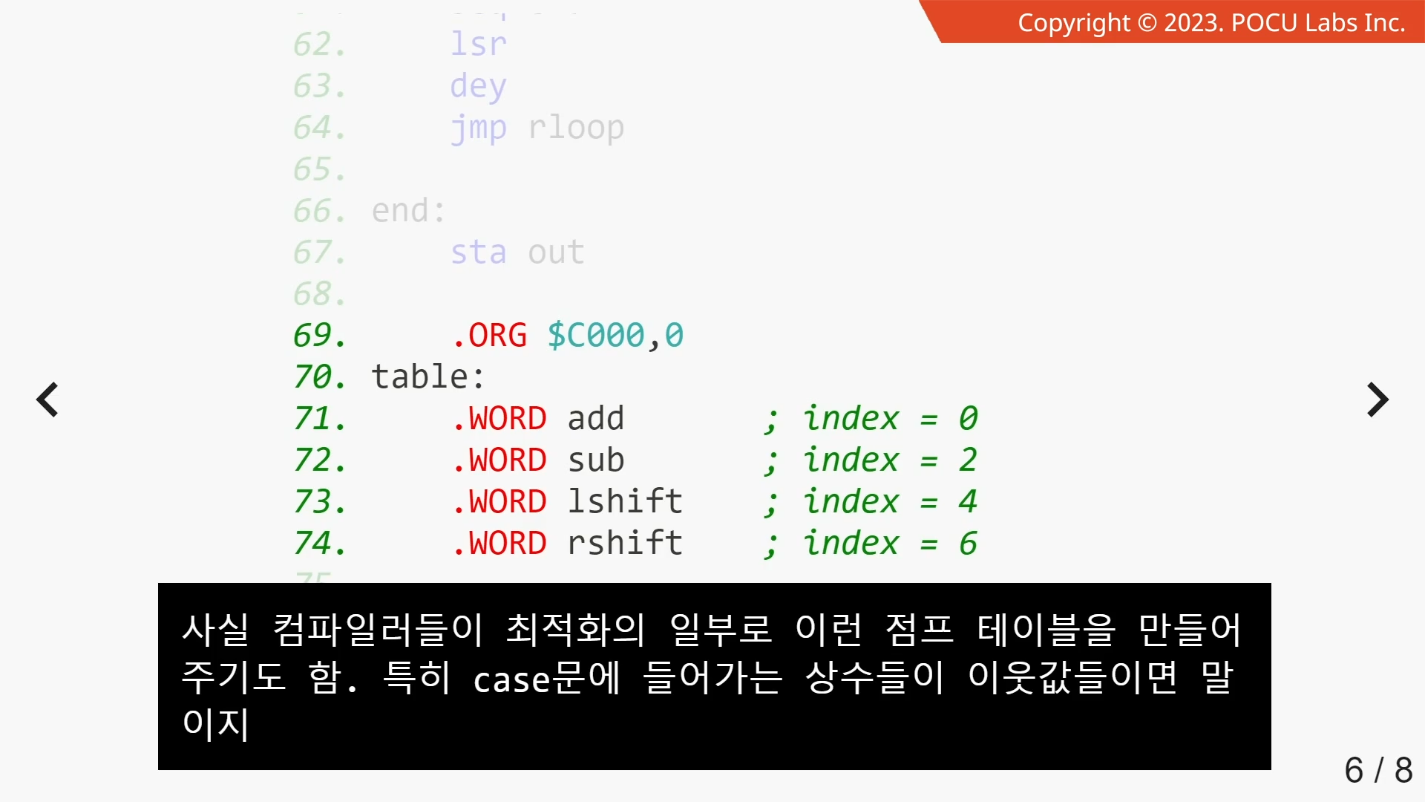 Copyright © 2023. POCU Labs Inc.
62. lsr
63. dey
64. jmp rloop
65.
66. end:
67. sta out
68.
69. .ORG $C000,0
70. table:
71. .WORD add ; index = 0
72. .WORD sub ; index = 2
73. .WORD lshift ; index = 4
74. .WORD rshift ; index = 6
사실 컴파일러들이 최적화의 일부로 이런 점프 테이블을 만들어
주기도 함. 특히 case문에 들어가는 상수들이 이웃값들이면 말
이지
6 / 8